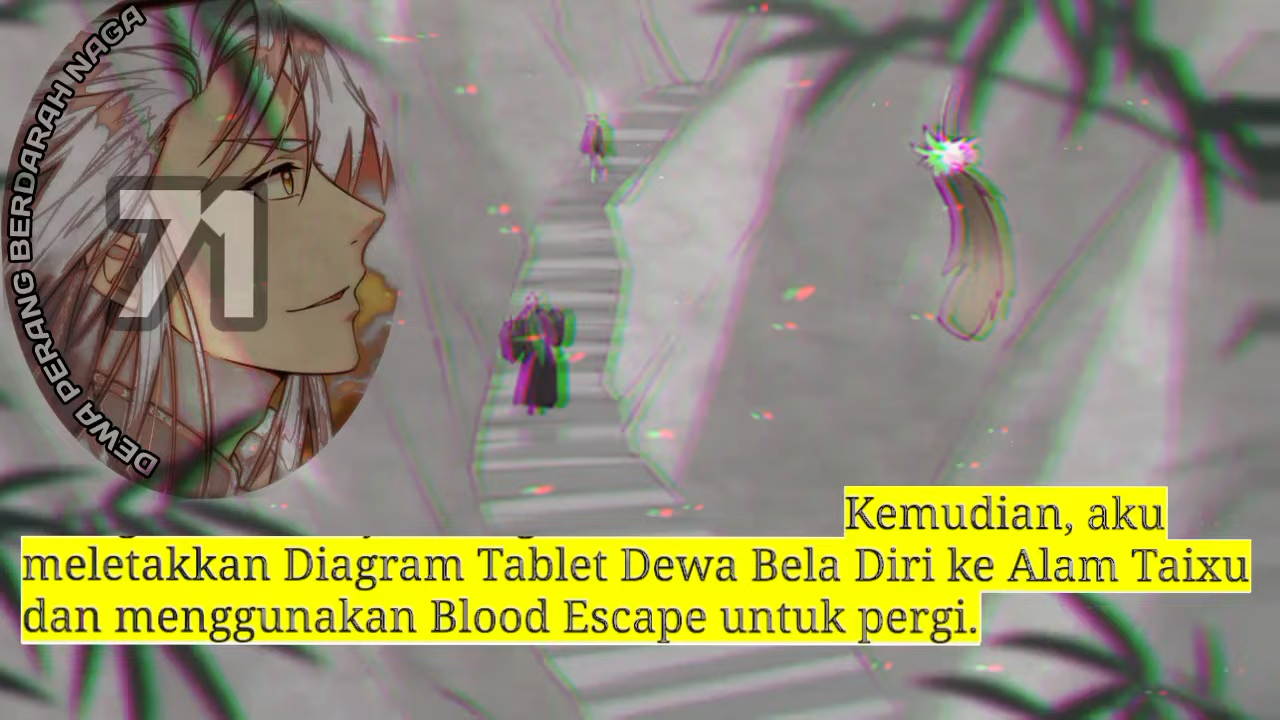 DEWA PERANG BERDARAH NAGA
71
Kemudian, aku
meletakkan Diagram Tablet Dewa Bela Diri ke Alam Taixu
dan menggunakan Blood Escape untuk pergi.